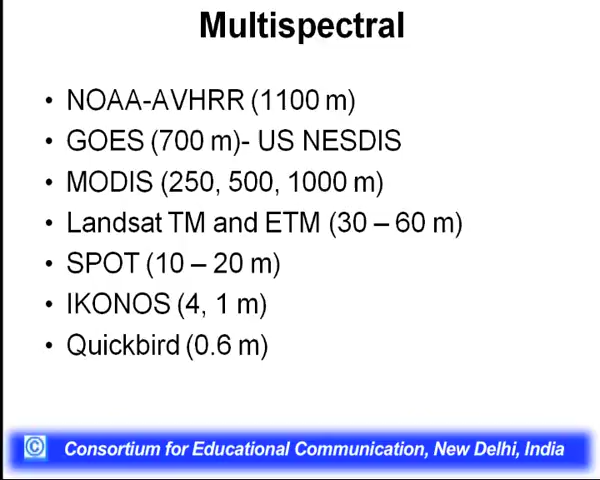 Multispectral
• NOAA-AVHRR (1100 m)
• GOES (700 m)- US NESDIS
• MODIS (250, 500, 1000 m)
• Landsat TM and ETM (30 – 60 m)
• SPOT (10 – 20 m)
• IKONOS (4, 1 m)
• Quickbird (0.6 m)
© Consortium for Educational Communication, New Delhi, India